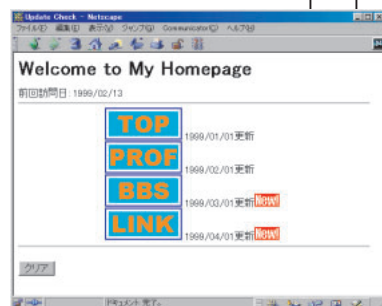 Update Check - Netscape
ファイル(F) 編集(E) 表示(V) ジャンプ(G) Communicator(C) ヘルプ(H)
Welcome to My Homepage
前回訪問日:1999/02/13
TOP 1999/01/01更新
PROF 1999/02/01更新
BBS 1999/03/01更新 New!
LINK 1999/04/01更新 New!
クリア
ドキュメント:完了。